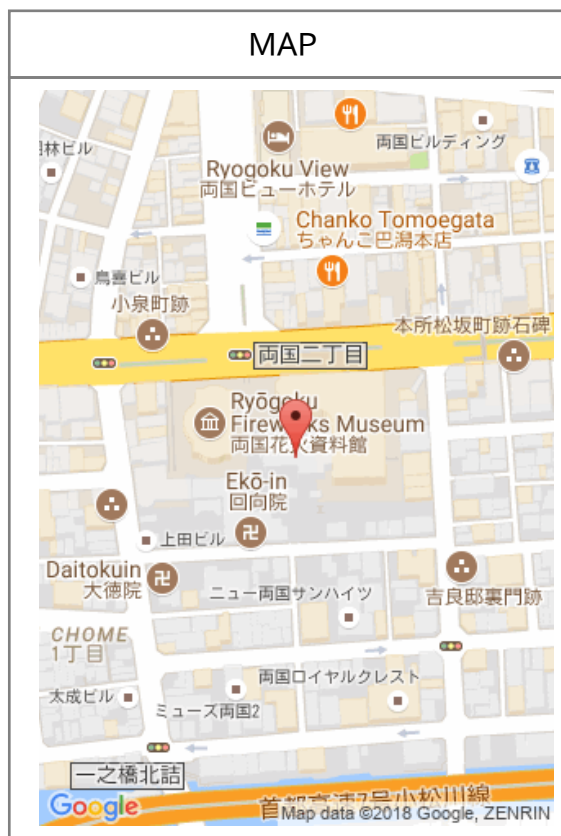 MAP
両国ビルディング
林ビル
Ryogoku View
両国ビューホテル
Chanko Tomoegata
ちゃんこ巴潟本店
鳥喜ビル
小泉町跡
本所松坂町跡石碑
両国二丁目
Ryōgoku
Fireworks Museum
両国花火資料館
Ekō-in
回向院
上田ビル
Daitokuin
大徳院
ニュー両国サンハイツ
吉良邸裏門跡
CHOME
1丁目
両国ロイヤルクレスト
太成ビル
ミューズ両国2
一之橋北詰
首都高速7号小松川線
Google
Map data ©2018 Google, ZENRIN